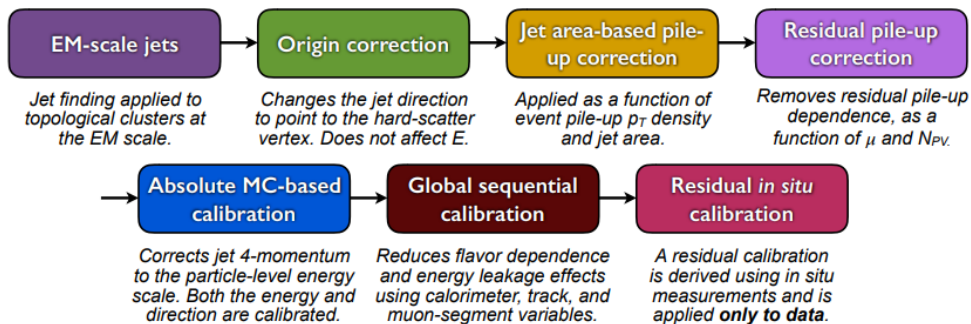 EM-scale jets
Jet finding applied to
topological clusters at
the EM scale.
Origin correction
Changes the jet direction
to point to the hard-scatter
vertex. Does not affect E.
Jet area-based pile-
up correction
Applied as a function of
event pile-up pT density
and jet area.
Residual pile-up
correction
Removes residual pile-up
dependence, as a
function of μ and NPV.
Absolute MC-based
calibration
Corrects jet 4-momentum
to the particle-level energy
scale. Both the energy and
direction are calibrated.
Global sequential
calibration
Reduces flavor dependence
and energy leakage effects
using calorimeter, track, and
muon-segment variables.
Residual in situ
calibration
A residual calibration
is derived using in situ
measurements and is
applied only to data.